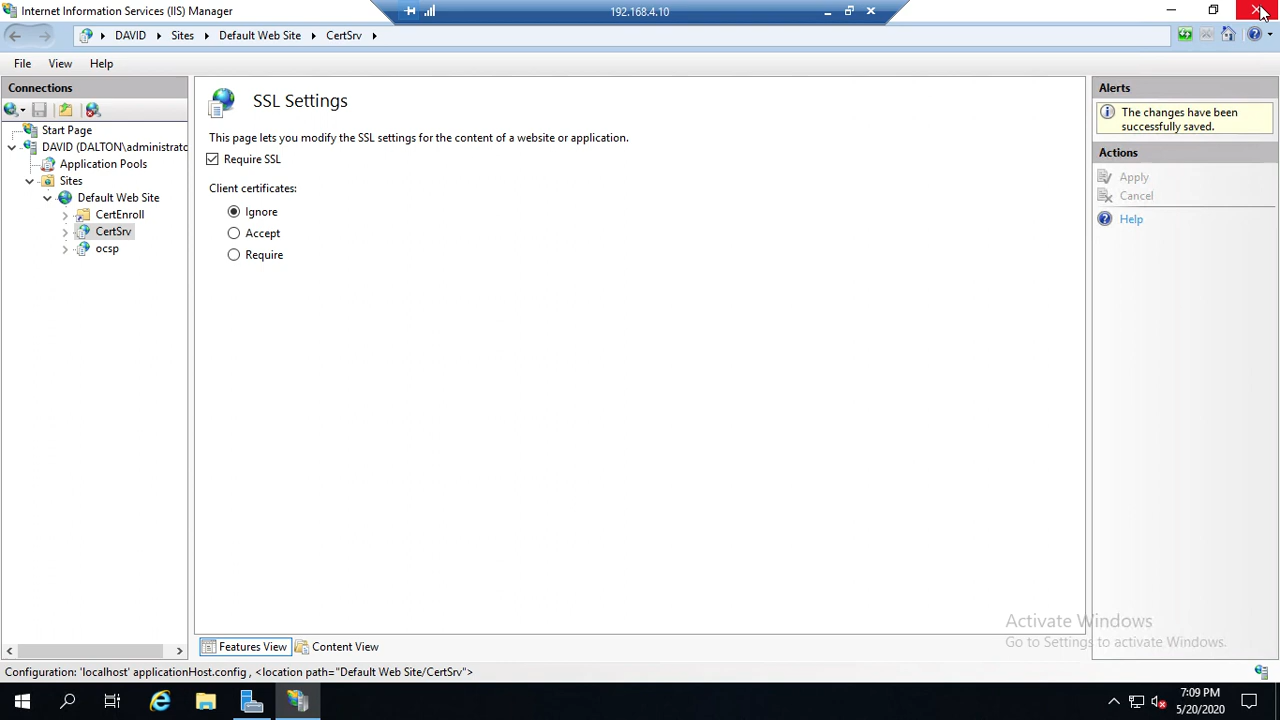 Internet Information Services (IIS) Manager
192.168.4.10
DAVID
Sites
Default Web Site
CertSrv
File
View
Help
Connections
Start Page
DAVID (DALTON\administrato
Application Pools
Sites
Default Web Site
CertEnroll
CertSrv
ocsp
SSL Settings
This page lets you modify the SSL settings for the content of a website or application.
Require SSL
Client certificates:
Ignore
Accept
Require
Features View
Content View
Alerts
The changes have been
successfully saved.
Actions
Apply
Cancel
Help
Activate Windows
Go to Settings to activate Windows.
Configuration: 'localhost' applicationHost.config , <location path="Default Web Site/CertSrv">
7:09 PM
5/20/2020